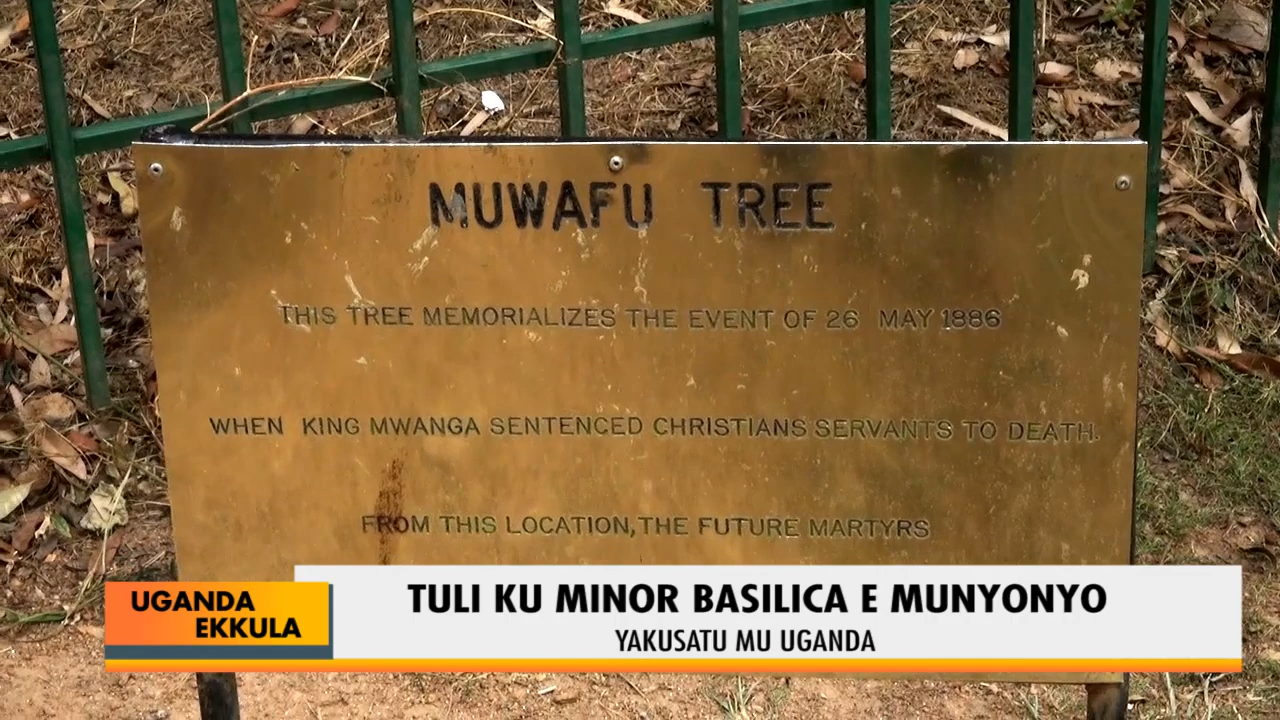 MUWAFU TREE
THIS TREE MEMORIALIZES THE EVENT OF 26 MAY 1886
WHEN KING MWANGA SENTENCED CHRISTIANS SERVANTS TO DEATH.
FROM THIS LOCATION, THE FUTURE MARTYRS
UGANDA
EKKULA
TULI KU MINOR BASILICA E MUNYONYO
YAKUSATU MU UGANDA